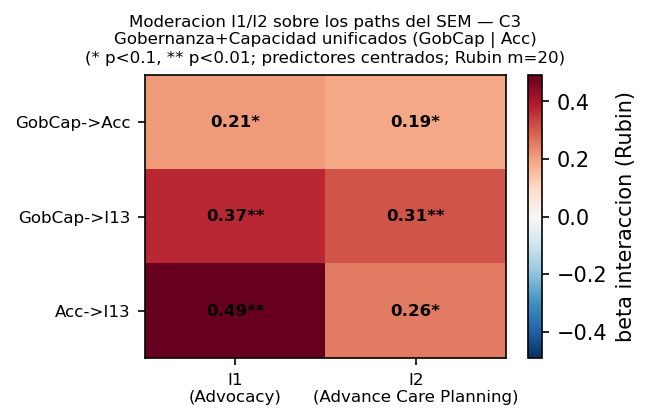 Moderacion I1/I2 sobre los paths del SEM — C3
Gobernanza+Capacidad unificados (GobCap | Acc)
(* p<0.1, ** p<0.01; predictores centrados; Rubin m=20)
GobCap->Acc
0.21*
0.19*
GobCap->I13
0.37**
0.31**
Acc->I13
0.49**
0.26*
I1
(Advocacy)
I2
(Advance Care Planning)
0.4
0.2
0.0
−0.2
−0.4
beta interaccion (Rubin)